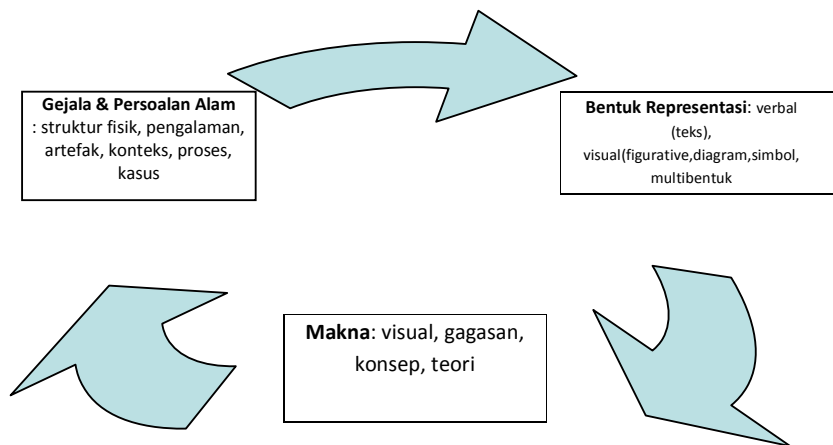 Gejala & Persoalan Alam
: struktur fisik, pengalaman,
artefak, konteks, proses,
kasus
Bentuk Representasi: verbal
(teks),
visual(figurative,diagram,simbol,
multibentuk
Makna: visual, gagasan,
konsep, teori